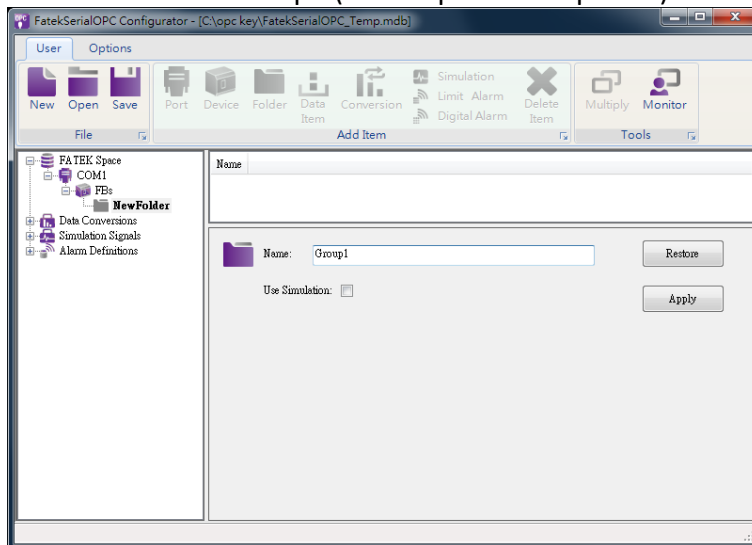 FatekSerialOPC Configurator - [C:\opc key\FatekSerialOPC_Temp.mdb]
User Options
New Open Save Port Device Folder Data Item Conversion Simulation Limit Alarm Digital Alarm Delete Item Multiply Monitor
File Add Item Tools
FATEK Space
COM1
FBs
NewFolder
Data Conversions
Simulation Signals
Alarm Definitions
Name
Name: Group1 Restore
Use Simulation: Apply